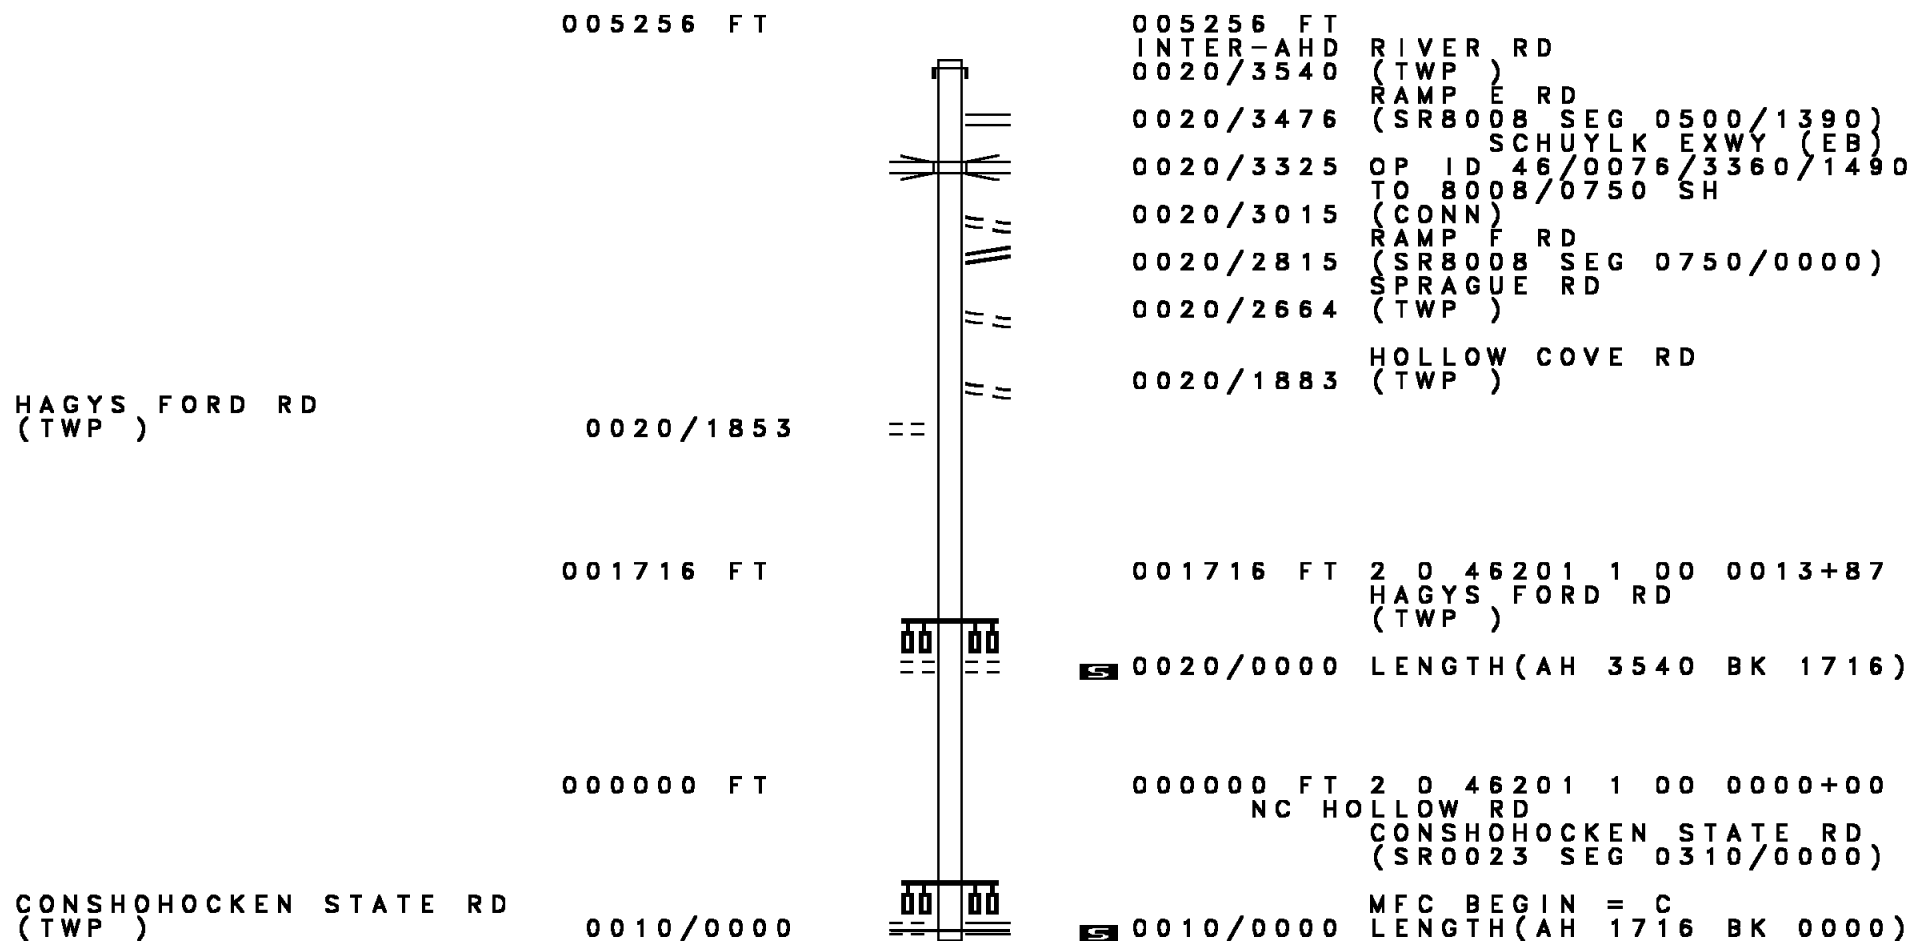 005256 FT 005256 FT
INTER-AHD RIVER RD
0020/3540 (TWP )
RAMP E RD
0020/3476 (SR8008 SEG 0500/1390)
SCHUYLK EXWY (EB)
0020/3325 OP ID 46/0076/3360/1490
TO 8008/0750 SH
0020/3015 (CONN)
RAMP F RD
0020/2815 (SR8008 SEG 0750/0000)
SPRAGUE RD
0020/2664 (TWP )
HOLLOW COVE RD
0020/1883 (TWP )
HAGYS FORD RD
(TWP ) 0020/1853
001716 FT 001716 FT 2 0 46201 1 00 0013+87
HAGYS FORD RD
(TWP )
S 0020/0000 LENGTH(AH 3540 BK 1716)
000000 FT 000000 FT 2 0 46201 1 00 0000+00
NC HOLLOW RD
CONSHOHOCKEN STATE RD
(SR0023 SEG 0310/0000)
CONSHOHOCKEN STATE RD MFC BEGIN = C
(TWP ) 0010/0000 S 0010/0000 LENGTH(AH 1716 BK 0000)